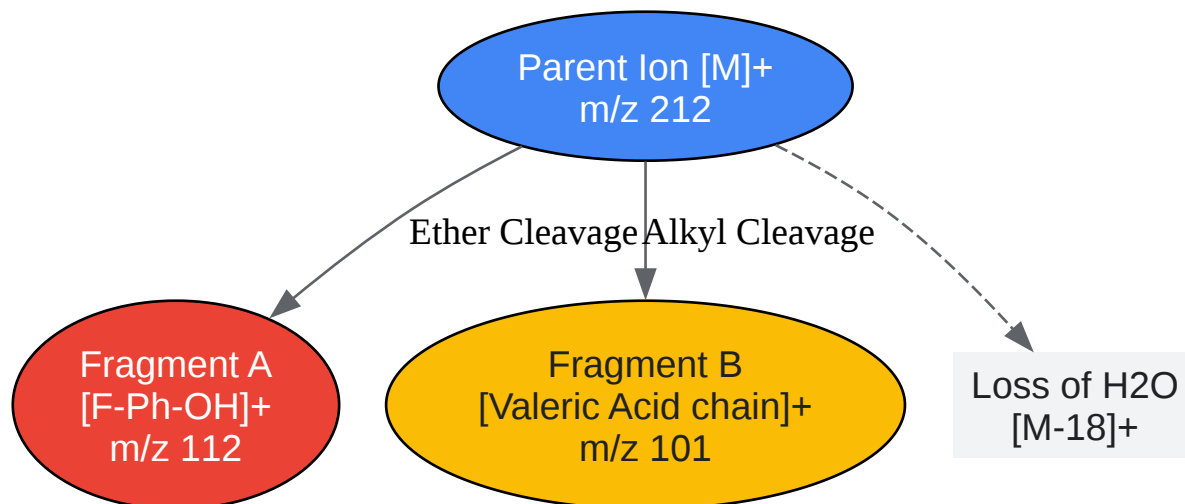 Parent Ion [M]+
m/z 212
Ether Cleavage
Alkyl Cleavage
Fragment A
[F-Ph-OH]+
m/z 112
Fragment B
[Valeric Acid chain]+
m/z 101
Loss of H2O
[M-18]+